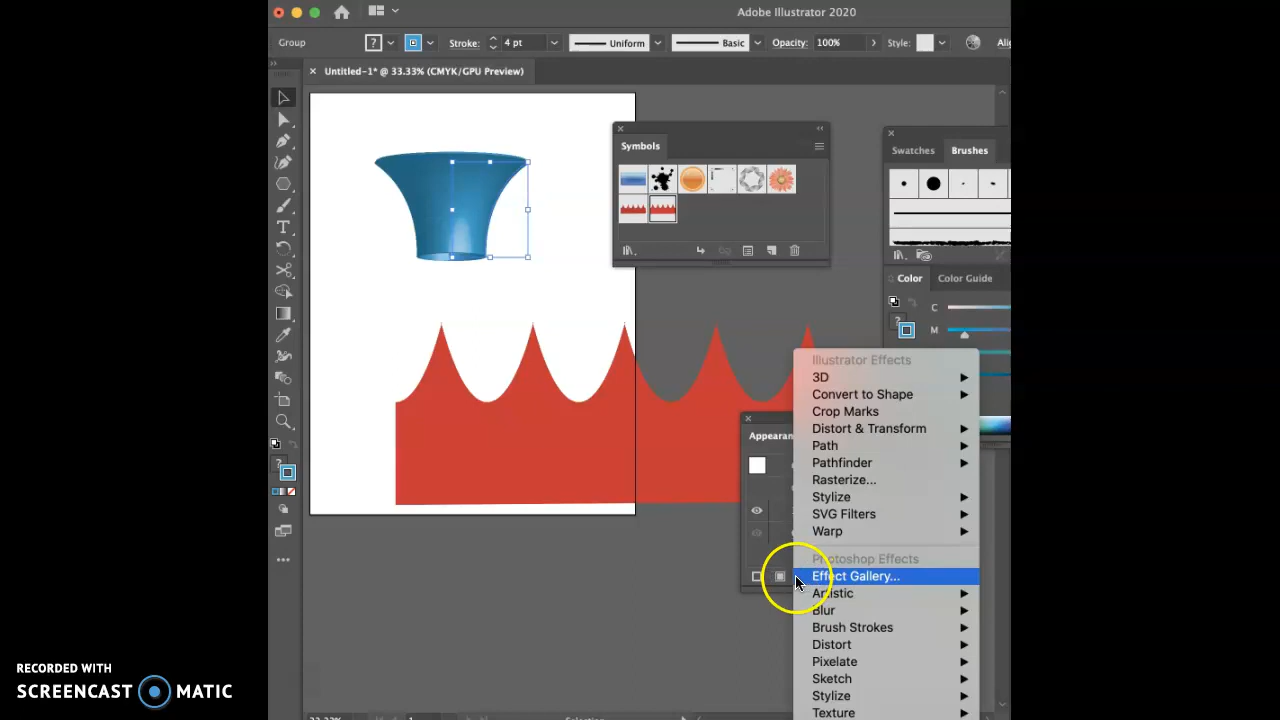 Adobe Illustrator 2020
Group
?
Stroke:
4 pt
Uniform
Basic
Opacity:
100%
Style:
Untitled-1* @ 33.33% (CMYK/GPU Preview)
Symbols
Swatches
Brushes
Color
Color Guide
C
M
Illustrator Effects
3D
Convert to Shape
Crop Marks
Distort & Transform
Path
Pathfinder
Rasterize...
Stylize
SVG Filters
Warp
Photoshop Effects
Effect Gallery...
Artistic
Blur
Brush Strokes
Distort
Pixelate
Sketch
Stylize
Texture
RECORDED WITH
SCREENCAST MATIC